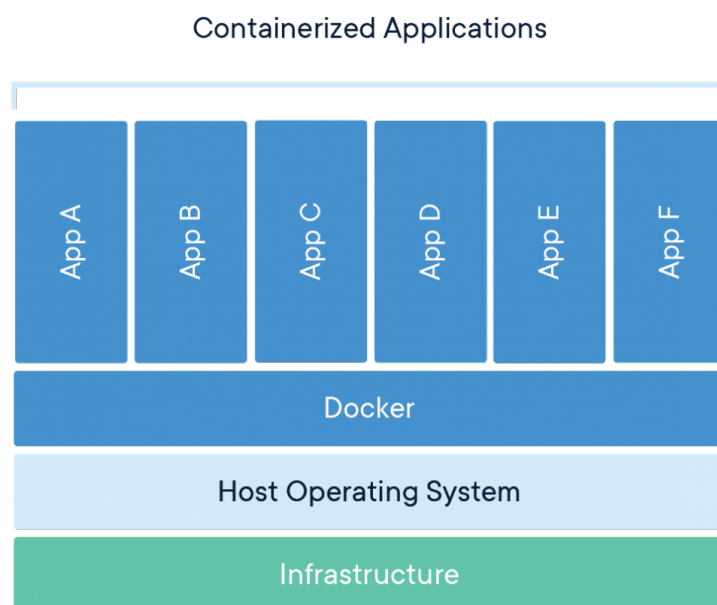 Containerized Applications
App A
App B
App C
App D
App E
App F
Docker
Host Operating System
Infrastructure